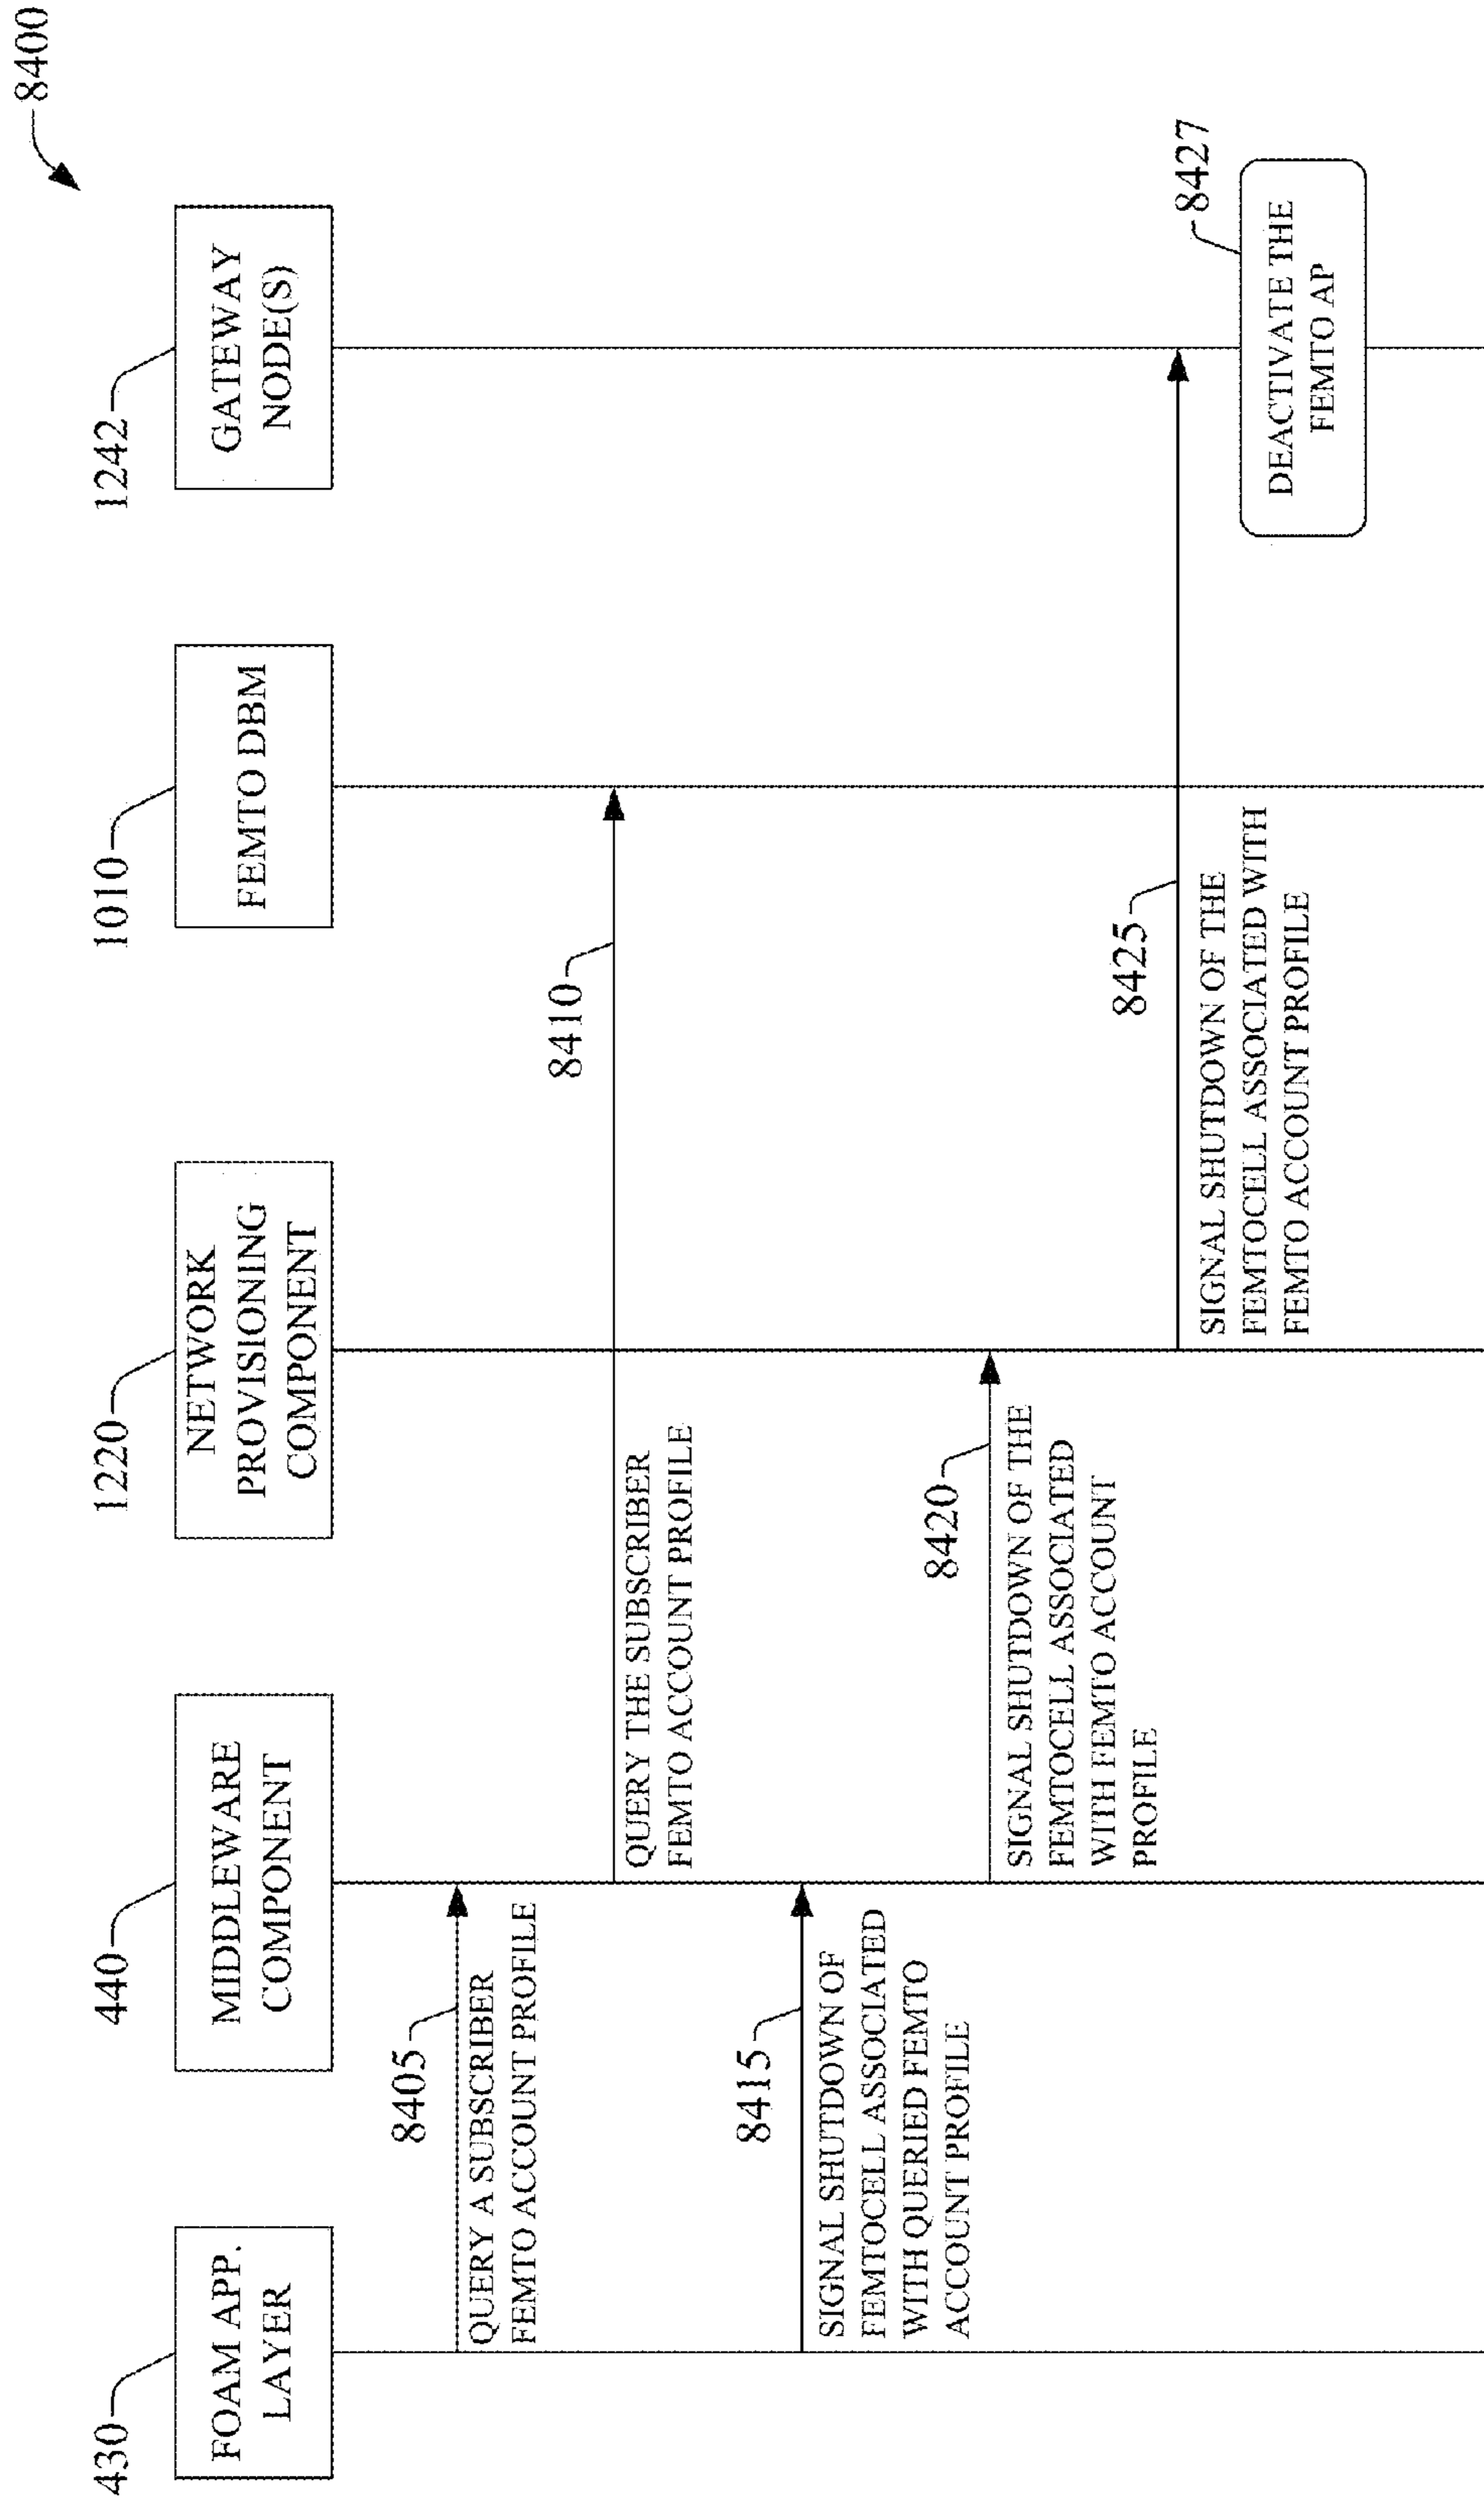 8400
430
FOAM APP.
LAYER
440
MIDDLEWARE
COMPONENT
1220
NETWORK
PROVISIONING
COMPONENT
1010
FEMTO DBM
1242
GATEWAY
NODE(S)
8405
QUERY A SUBSCRIBER
FEMTO ACCOUNT PROFILE
8410
QUERY THE SUBSCRIBER
FEMTO ACCOUNT PROFILE
8415
SIGNAL SHUTDOWN OF
FEMTOCELL ASSOCIATED
WITH QUERIED FEMTO
ACCOUNT PROFILE
8420
SIGNAL SHUTDOWN OF THE
FEMTOCELL ASSOCIATED
WITH FEMTO ACCOUNT
PROFILE
8425
SIGNAL SHUTDOWN OF THE
FEMTOCELL ASSOCIATED WITH
FEMTO ACCOUNT PROFILE
8427
DEACTIVATE THE
FEMTO AP